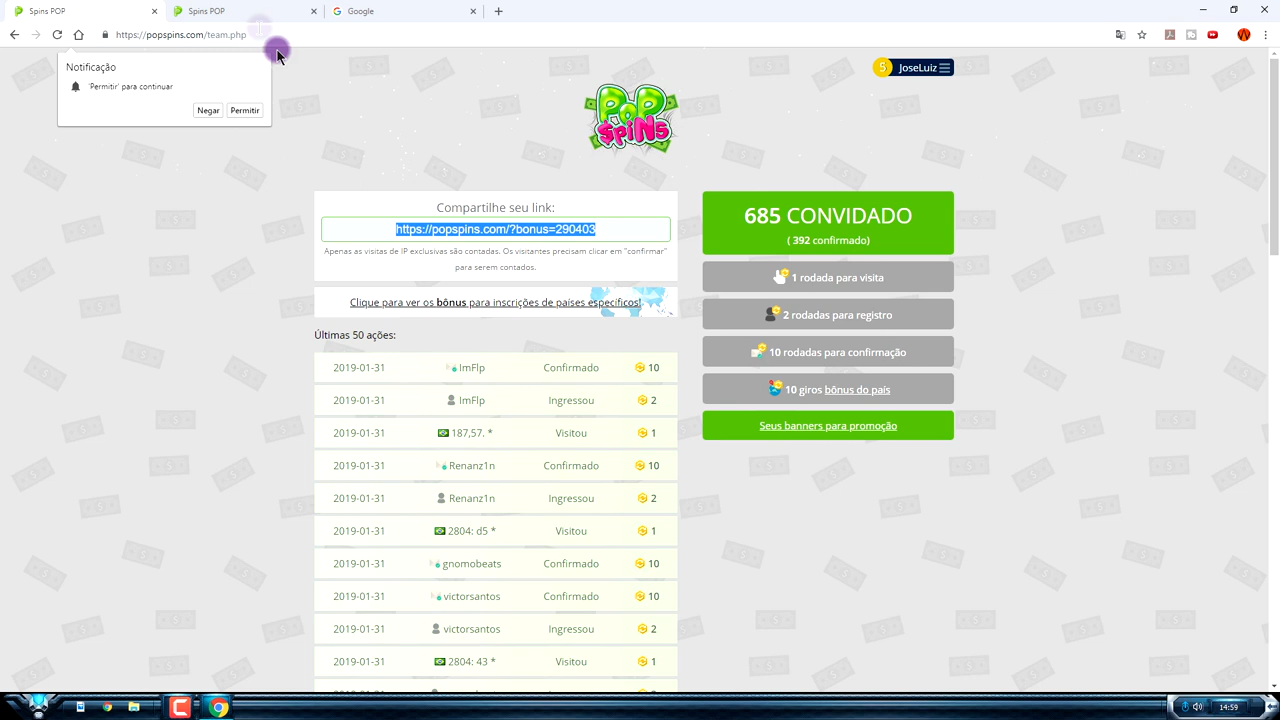 Spins POP
Spins POP
Google
https://popspins.com/team.php
Notificação
'Permitir' para continuar
Negar
Permitir
5 JoseLuiz
POP
$PiNS
Compartilhe seu link:
https://popspins.com/?bonus=290403
Apenas as visitas de IP exclusivas são contadas. Os visitantes precisam clicar em "confirmar"
para serem contados.
Clique para ver os bônus para inscrições de países específicos!
Últimas 50 ações:
2019-01-31 ImFlp Confirmado 10
2019-01-31 ImFlp Ingressou 2
2019-01-31 187,57. * Visitou 1
2019-01-31 Renanz1n Confirmado 10
2019-01-31 Renanz1n Ingressou 2
2019-01-31 2804: d5 * Visitou 1
2019-01-31 gnomobeats Confirmado 10
2019-01-31 victorsantos Confirmado 10
2019-01-31 victorsantos Ingressou 2
2019-01-31 2804: 43 * Visitou 1
685 CONVIDADO
( 392 confirmado)
1 rodada para visita
2 rodadas para registro
10 rodadas para confirmação
10 giros bônus do país
Seus banners para promoção
14:59